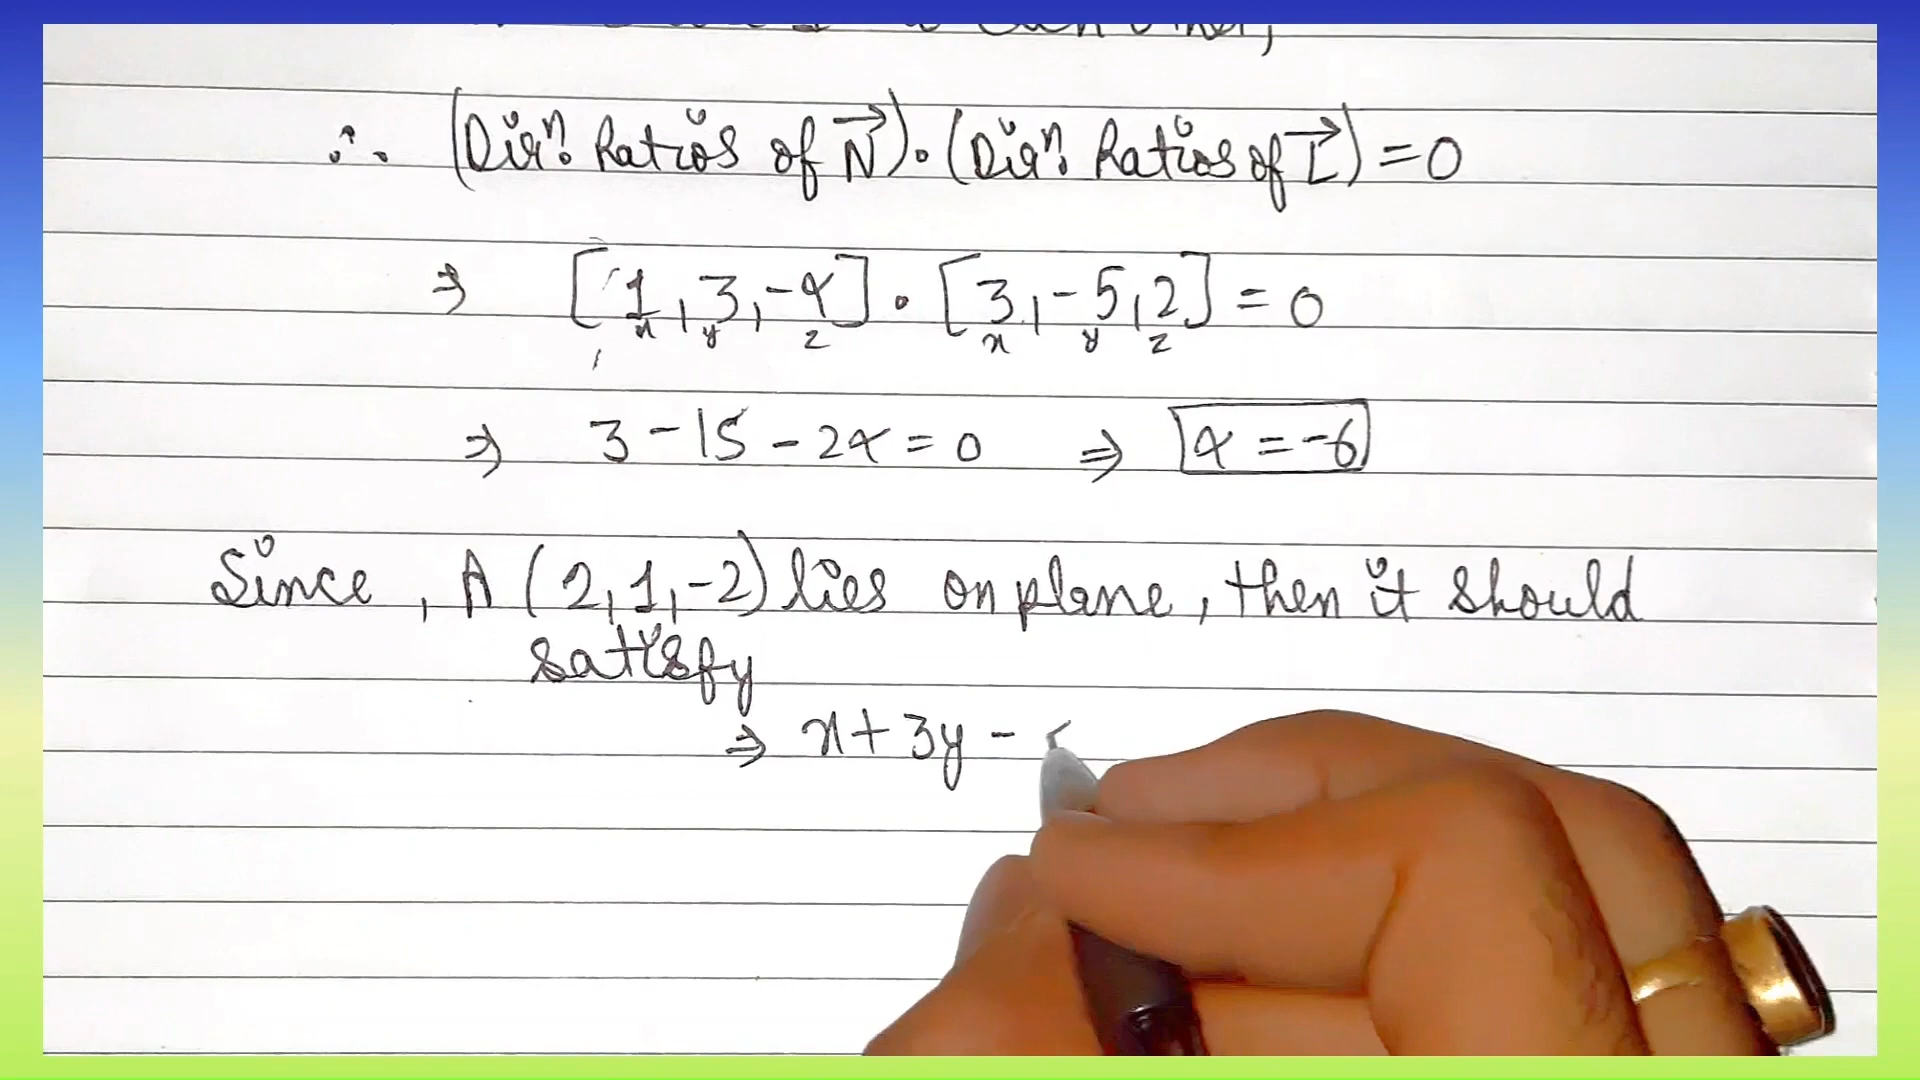 ∴ (Dirⁿ. Ratios of N⃗) . (Dirⁿ. Ratios of L⃗) = 0
⇒ [1, 3, -α] . [3, -5, 2] = 0
x y z x y z
⇒ 3 - 15 - 2α = 0 ⇒ α = -6
Since, A (2, 1, -2) lies on plane, then it should
satisfy
⇒ x + 3y -